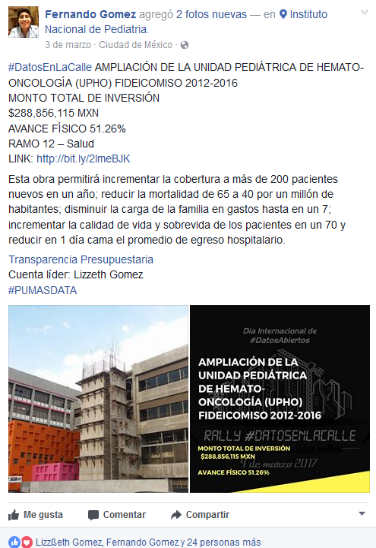 Fernando Gomez agregó 2 fotos nuevas — en Instituto
Nacional de Pediatria.
3 de marzo · Ciudad de México ·
#DatosEnLaCalle AMPLIACIÓN DE LA UNIDAD PEDIÁTRICA DE HEMATO-
ONCOLOGÍA (UPHO) FIDEICOMISO 2012-2016
MONTO TOTAL DE INVERSIÓN
$288,856,115 MXN
AVANCE FÍSICO 51.26%
RAMO 12 – Salud
LINK: http://bit.ly/2lmeBJK
Esta obra permitirá incrementar la cobertura a más de 200 pacientes
nuevos en un año; reducir la mortalidad de 65 a 40 por un millón de
habitantes; disminuir la carga de la familia en gastos hasta en un 7;
incrementar la calidad de vida y sobrevida de los pacientes en un 70 y
reducir en 1 día cama el promedio de egreso hospitalario.
Transparencia Presupuestaria
Cuenta líder: Lizzeth Gomez
#PUMASDATA
Día Internacional de
#DatosAbiertos
AMPLIACIÓN DE LA
UNIDAD PEDIÁTRICA
DE HEMATO-
ONCOLOGÍA (UPHO)
FIDEICOMISO 2012-2016
RALLY #DATOSENLACALLE
MONTO TOTAL DE INVERSIÓN
$288,856,115 MXN
4 de marzo 2017
AVANCE FÍSICO 51.26%
Me gusta Comentar Compartir
Lizzßeth Gomez, Fernando Gomez y 24 personas más